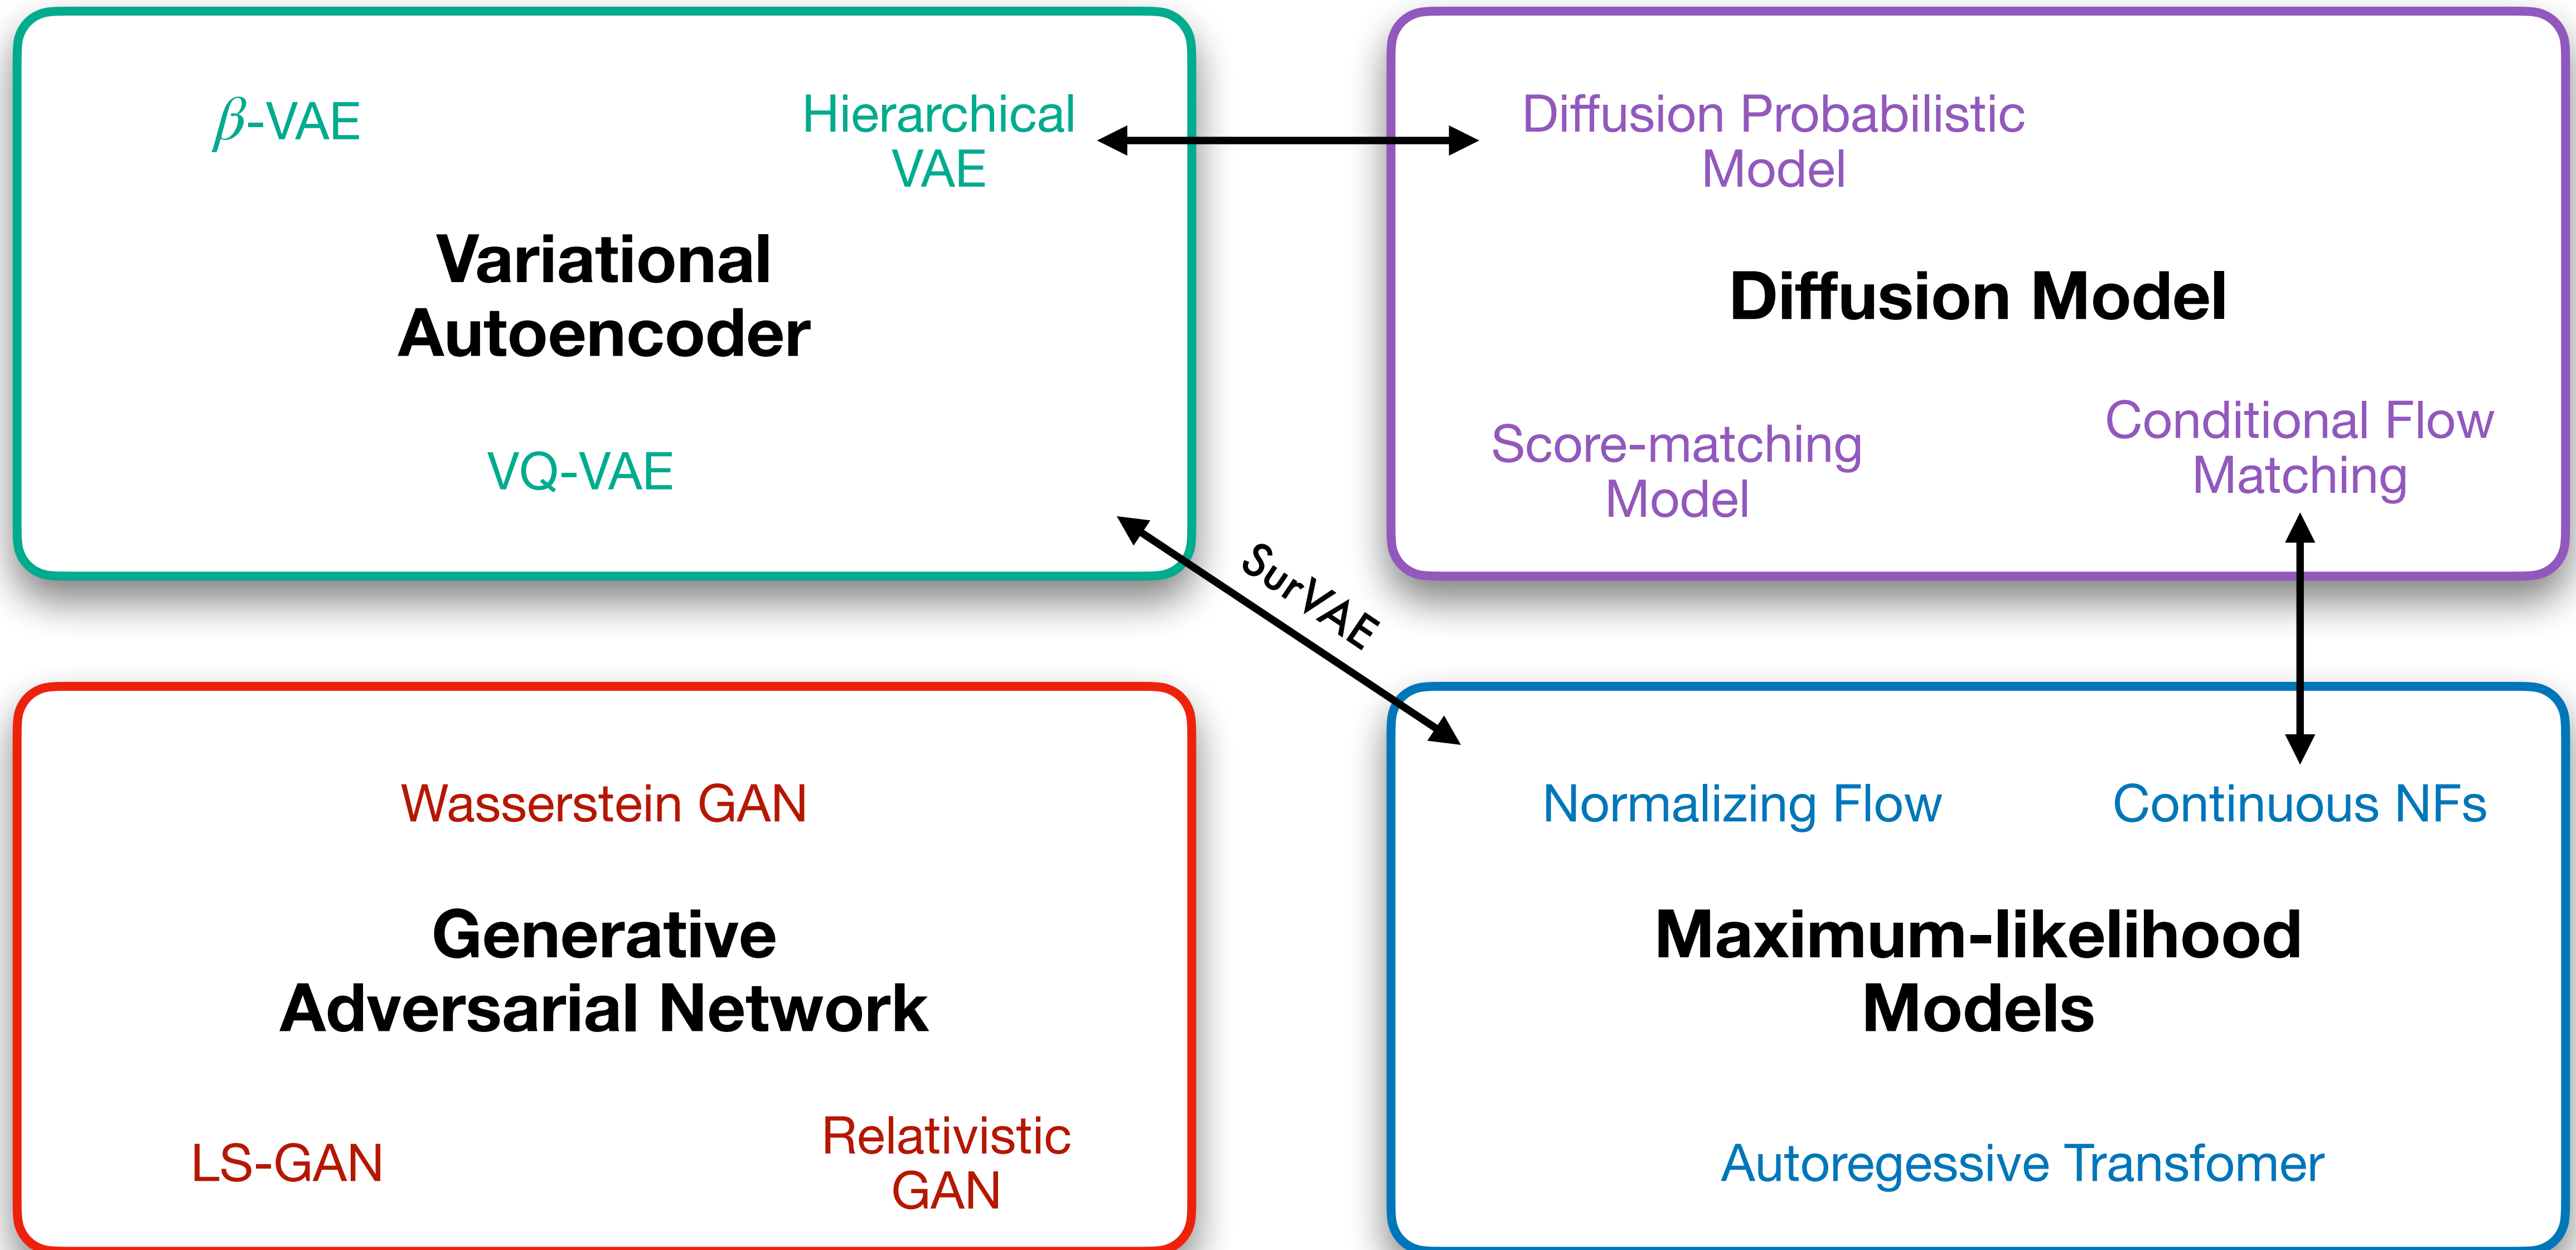 β-VAE
Hierarchical
VAE
Variational
Autoencoder
VQ-VAE
Diffusion Probabilistic
Model
Diffusion Model
Score-matching
Model
Conditional Flow
Matching
SurVAE
Wasserstein GAN
Generative
Adversarial Network
LS-GAN
Relativistic
GAN
Normalizing Flow
Continuous NFs
Maximum-likelihood
Models
Autoregessive Transfomer